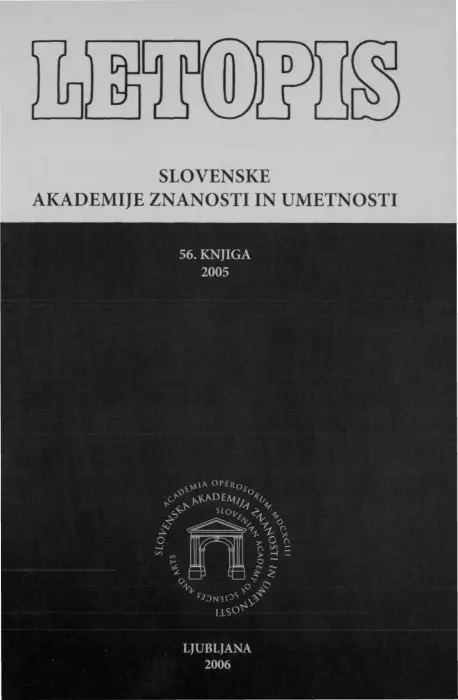 LETOPIS
SLOVENSKE
AKADEMIJE ZNANOSTI IN UMETNOSTI
56. KNJIGA
2005
ACADEMIA OPEROSORUM MDCXCIII
SLOVENSKA AKADEMIJA ZNANOSTI IN UMETNOSTI
SLOVENIAN ACADEMY OF SCIENCES AND ARTS
LJUBLJANA
2006